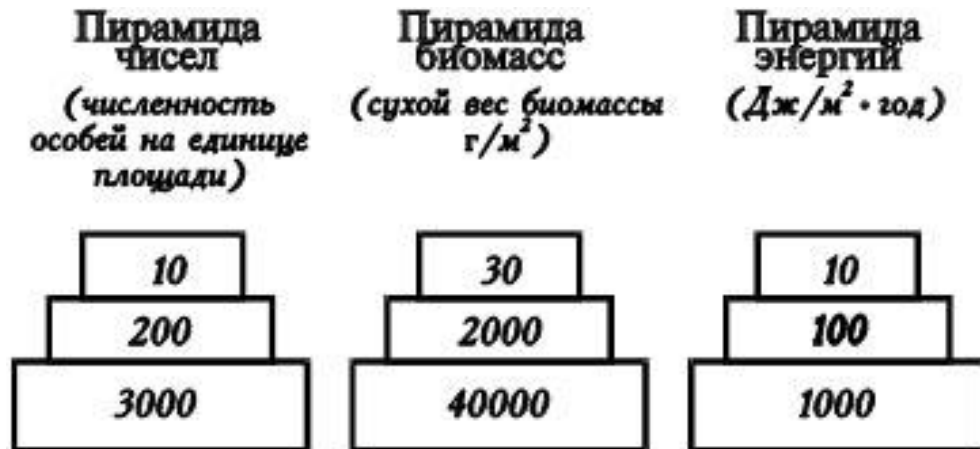 Пирамида
чисел
(численность
особей на единице
площади)
10
200
3000
Пирамида
биомасс
(сухой вес биомассы
г/м²)
30
2000
40000
Пирамида
энергий
(Дж/м² • год)
10
100
1000